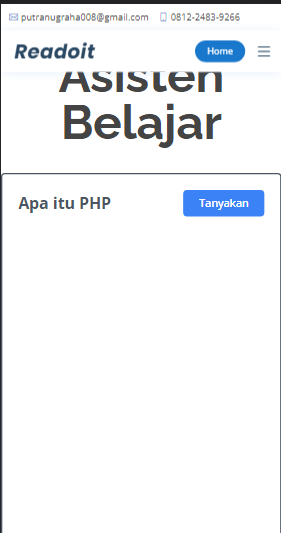 putranugraha008@gmail.com 0812-2483-9266
Readoit Home
Asisten
Belajar
Apa itu PHP Tanyakan